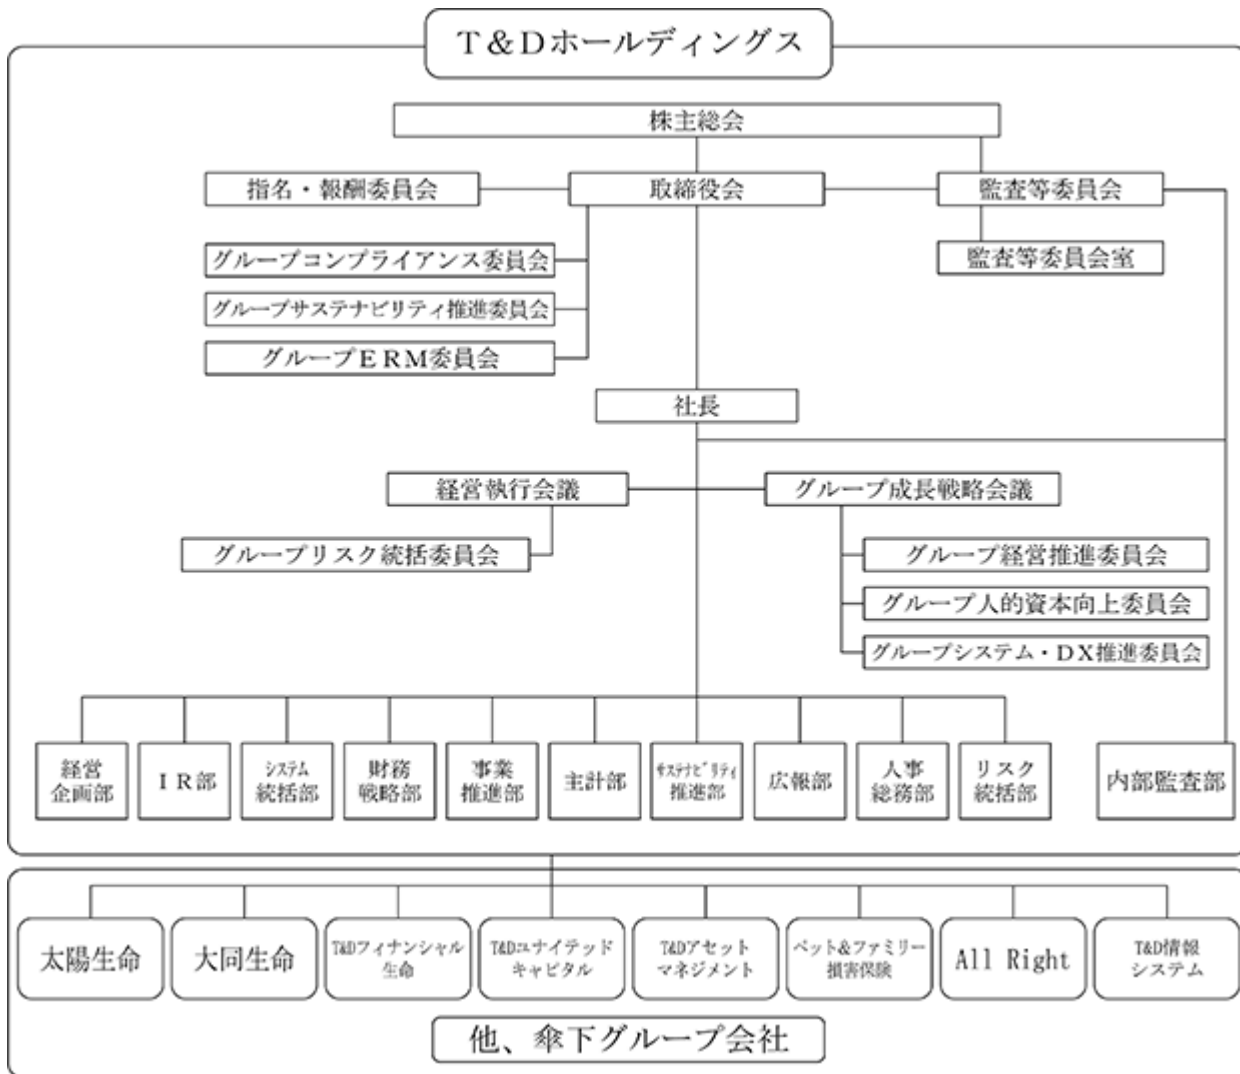 T&Dホールディングス
株主総会
指名・報酬委員会
取締役会
監査等委員会
グループコンプライアンス委員会
監査等委員会室
グループサステナビリティ推進委員会
グループERM委員会
社長
経営執行会議
グループ成長戦略会議
グループリスク統括委員会
グループ経営推進委員会
グループ人的資本向上委員会
グループシステム・DX推進委員会
経営
企画部
IR部
システム
統括部
財務
戦略部
事業
推進部
主計部
サステナビリティ
推進部
広報部
人事
総務部
リスク
統括部
内部監査部
太陽生命
大同生命
T&Dフィナンシャル
生命
T&Dユナイテッド
キャピタル
T&Dアセット
マネジメント
ペット&ファミリー
損害保険
All Right
T&D情報
システム
他、傘下グループ会社